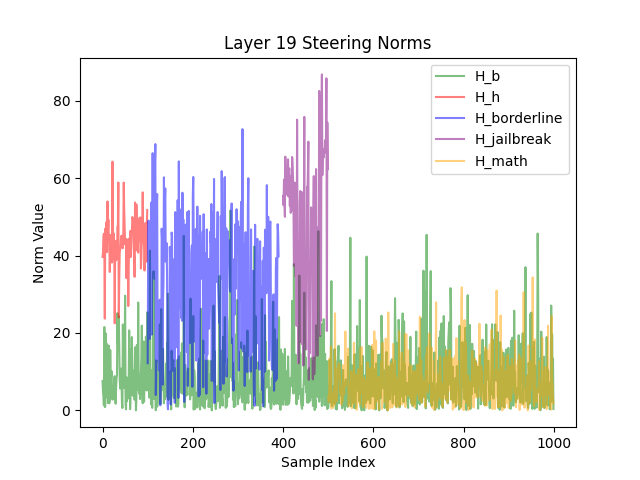 Layer 19 Steering Norms
H_b
H_h
H_borderline
H_jailbreak
H_math
Norm Value
80
60
40
20
0
0
200
400
600
800
1000
Sample Index